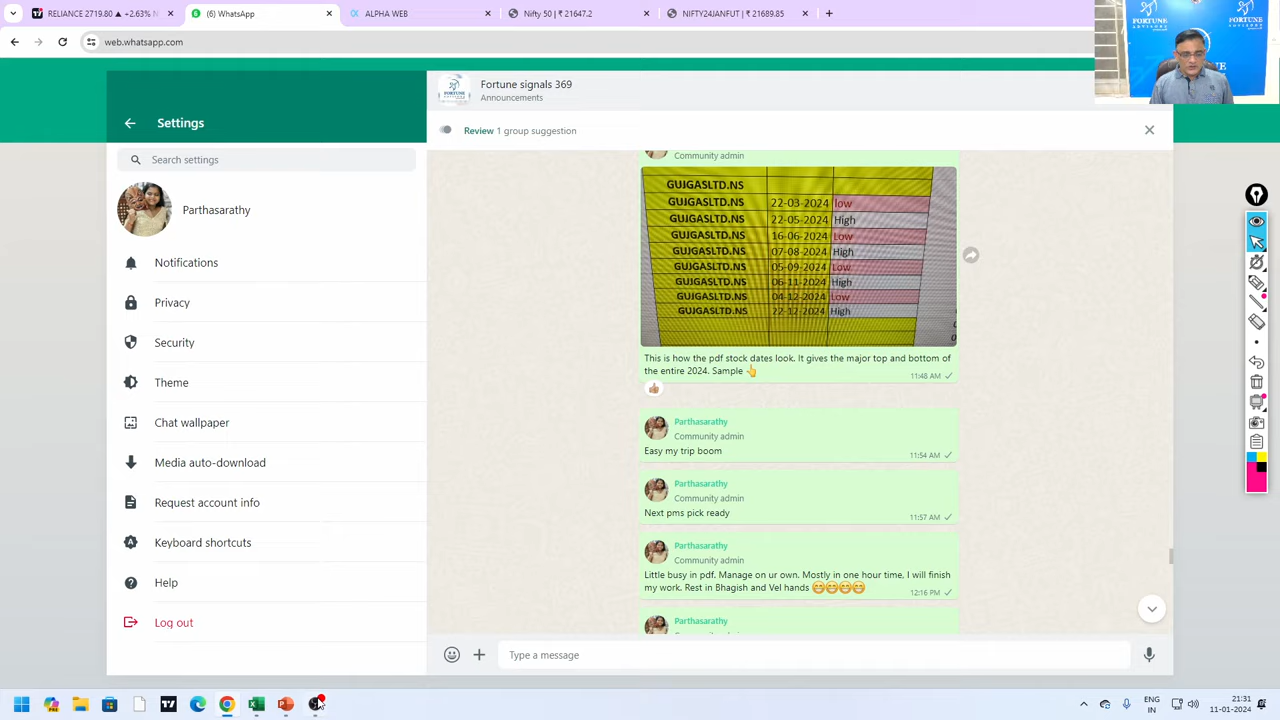 RELIANCE 2719.80 ▲ +2.63% N
(6) WhatsApp
ALPHA WEB
Nifty 50 | ₹ 21647.2
NIFTY24JANFUT | ₹ 21689.85
web.whatsapp.com
FORTUNE
ADVISORY
FORTUNE
Settings
Search settings
Parthasarathy
Notifications
Privacy
Security
Theme
Chat wallpaper
Media auto-download
Request account info
Keyboard shortcuts
Help
Log out
Fortune signals 369
Announcements
Review 1 group suggestion
Community admin
GUJGASLTD.NS
GUJGASLTD.NS 22-03-2024 low
GUJGASLTD.NS 22-05-2024 High
GUJGASLTD.NS 16-06-2024 Low
GUJGASLTD.NS 07-08-2024 High
GUJGASLTD.NS 05-09-2024 Low
GUJGASLTD.NS 06-11-2024 High
GUJGASLTD.NS 04-12-2024 Low
GUJGASLTD.NS 22-12-2024 High
This is how the pdf stock dates look. It gives the major top and bottom of
the entire 2024. Sample 👆
11:48 AM
Parthasarathy
Community admin
Easy my trip boom
11:54 AM
Parthasarathy
Community admin
Next pms pick ready
11:57 AM
Parthasarathy
Community admin
Little busy in pdf. Manage on ur own. Mostly in one hour time, I will finish
my work. Rest in Bhagish and Vel hands 😁😁😁😁
12:16 PM
Parthasarathy
Type a message
ENG
IN
21:31
11-01-2024